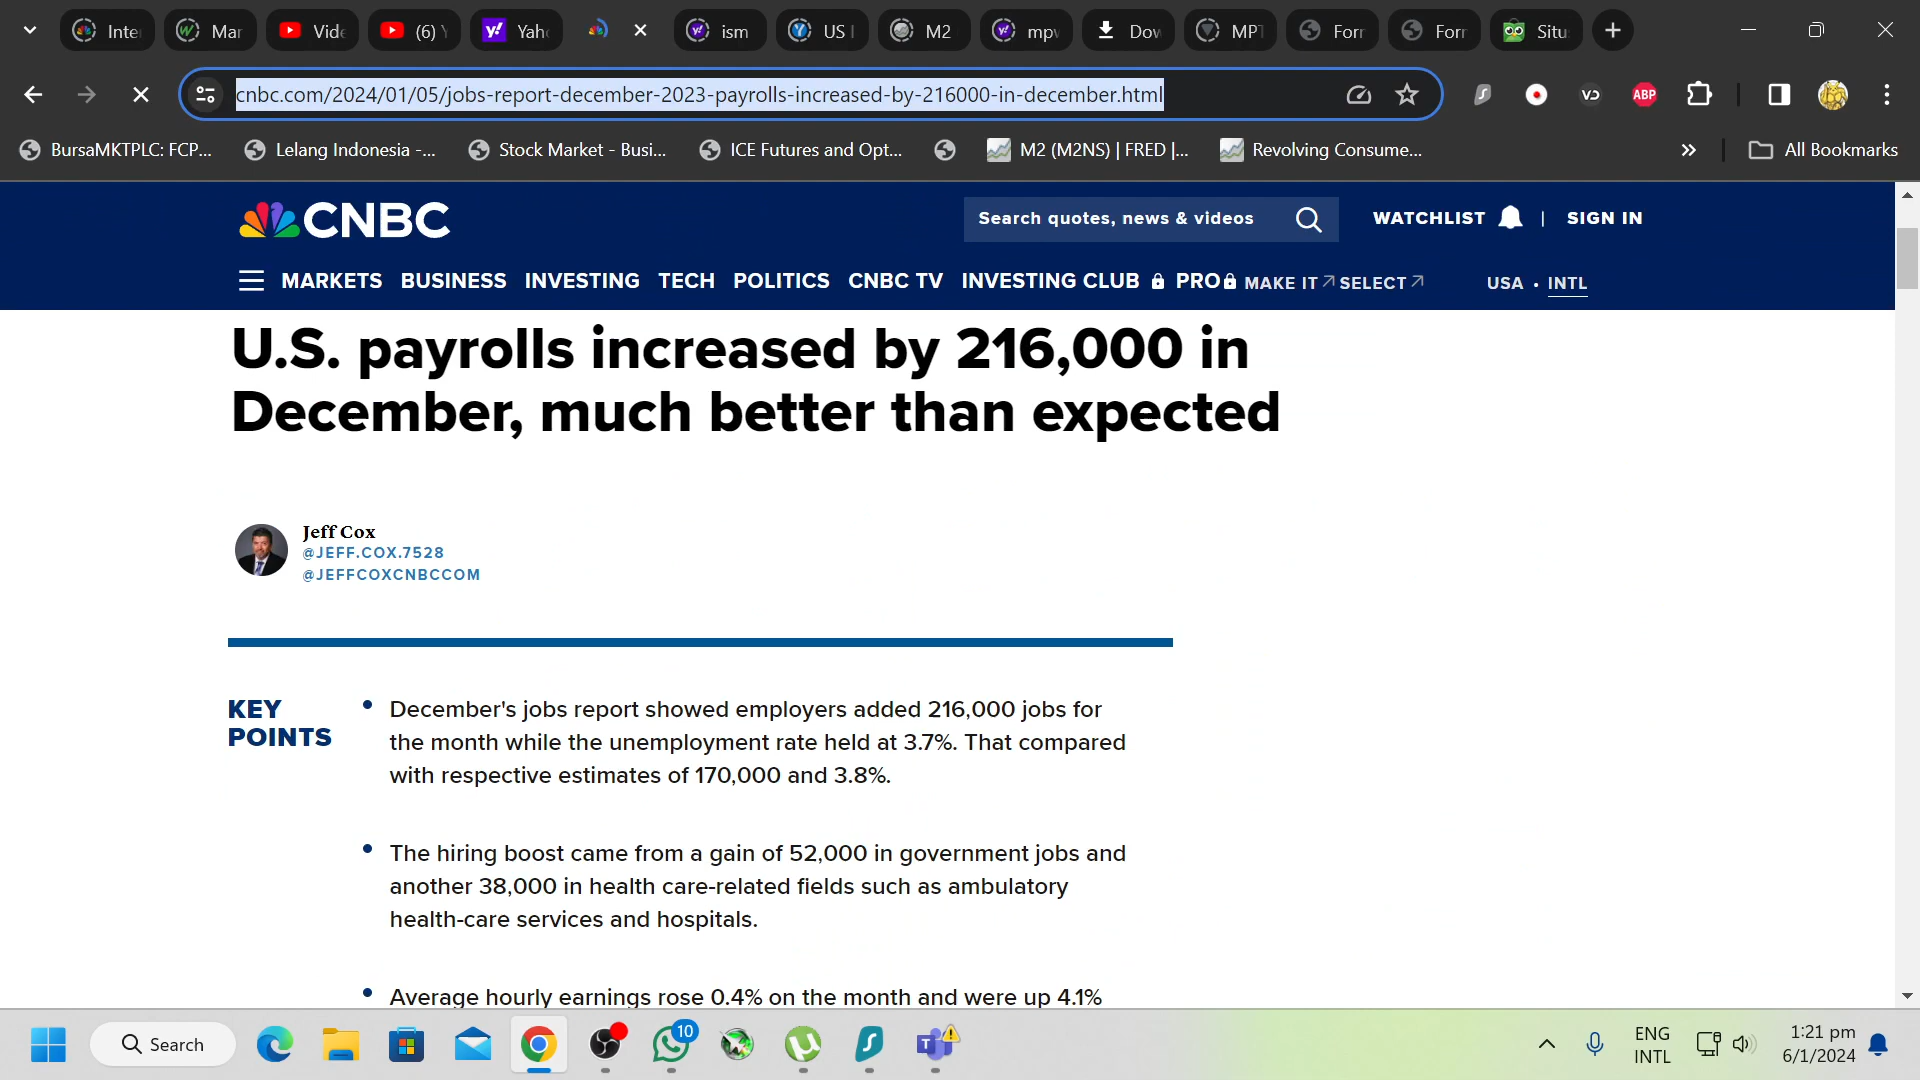 Inte
Mar
Vide
(6) Y
Yaho
ism
US I
M2
mpv
Dov
MPT
Forr
Forr
Situ
cnbc.com/2024/01/05/jobs-report-december-2023-payrolls-increased-by-216000-in-december.html
VD
ABP
BursaMKTPLC: FCP...
Lelang Indonesia -...
Stock Market - Busi...
ICE Futures and Opt...
M2 (M2NS) | FRED |...
Revolving Consume...
All Bookmarks
CNBC
Search quotes, news & videos
WATCHLIST | SIGN IN
MARKETS BUSINESS INVESTING TECH POLITICS CNBC TV INVESTING CLUB PRO MAKE IT SELECT USA • INTL
U.S. payrolls increased by 216,000 in
December, much better than expected
Jeff Cox
@JEFF.COX.7528
@JEFFCOXCNBCCOM
KEY
POINTS
• December's jobs report showed employers added 216,000 jobs for
the month while the unemployment rate held at 3.7%. That compared
with respective estimates of 170,000 and 3.8%.
• The hiring boost came from a gain of 52,000 in government jobs and
another 38,000 in health care-related fields such as ambulatory
health-care services and hospitals.
• Average hourly earnings rose 0.4% on the month and were up 4.1%
Search
10
ENG
INTL
1:21 pm
6/1/2024